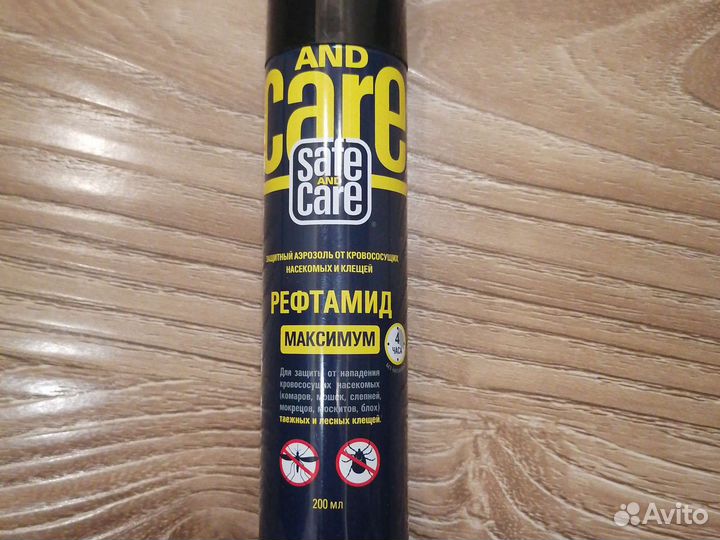 AND
care
safe
AND
care
ЗАЩИТНЫЙ АЭРОЗОЛЬ ОТ КРОВОСОСУЩИХ
НАСЕКОМЫХ И КЛЕЩЕЙ
РЕФТАМИД
МАКСИМУМ
4
ЧАСА
Для защиты от нападения
кровососущих насекомых
(комаров, мошек, слепней,
мокрецов, москитов, блох)
таежных и лесных клещей.
200 мл
Avito